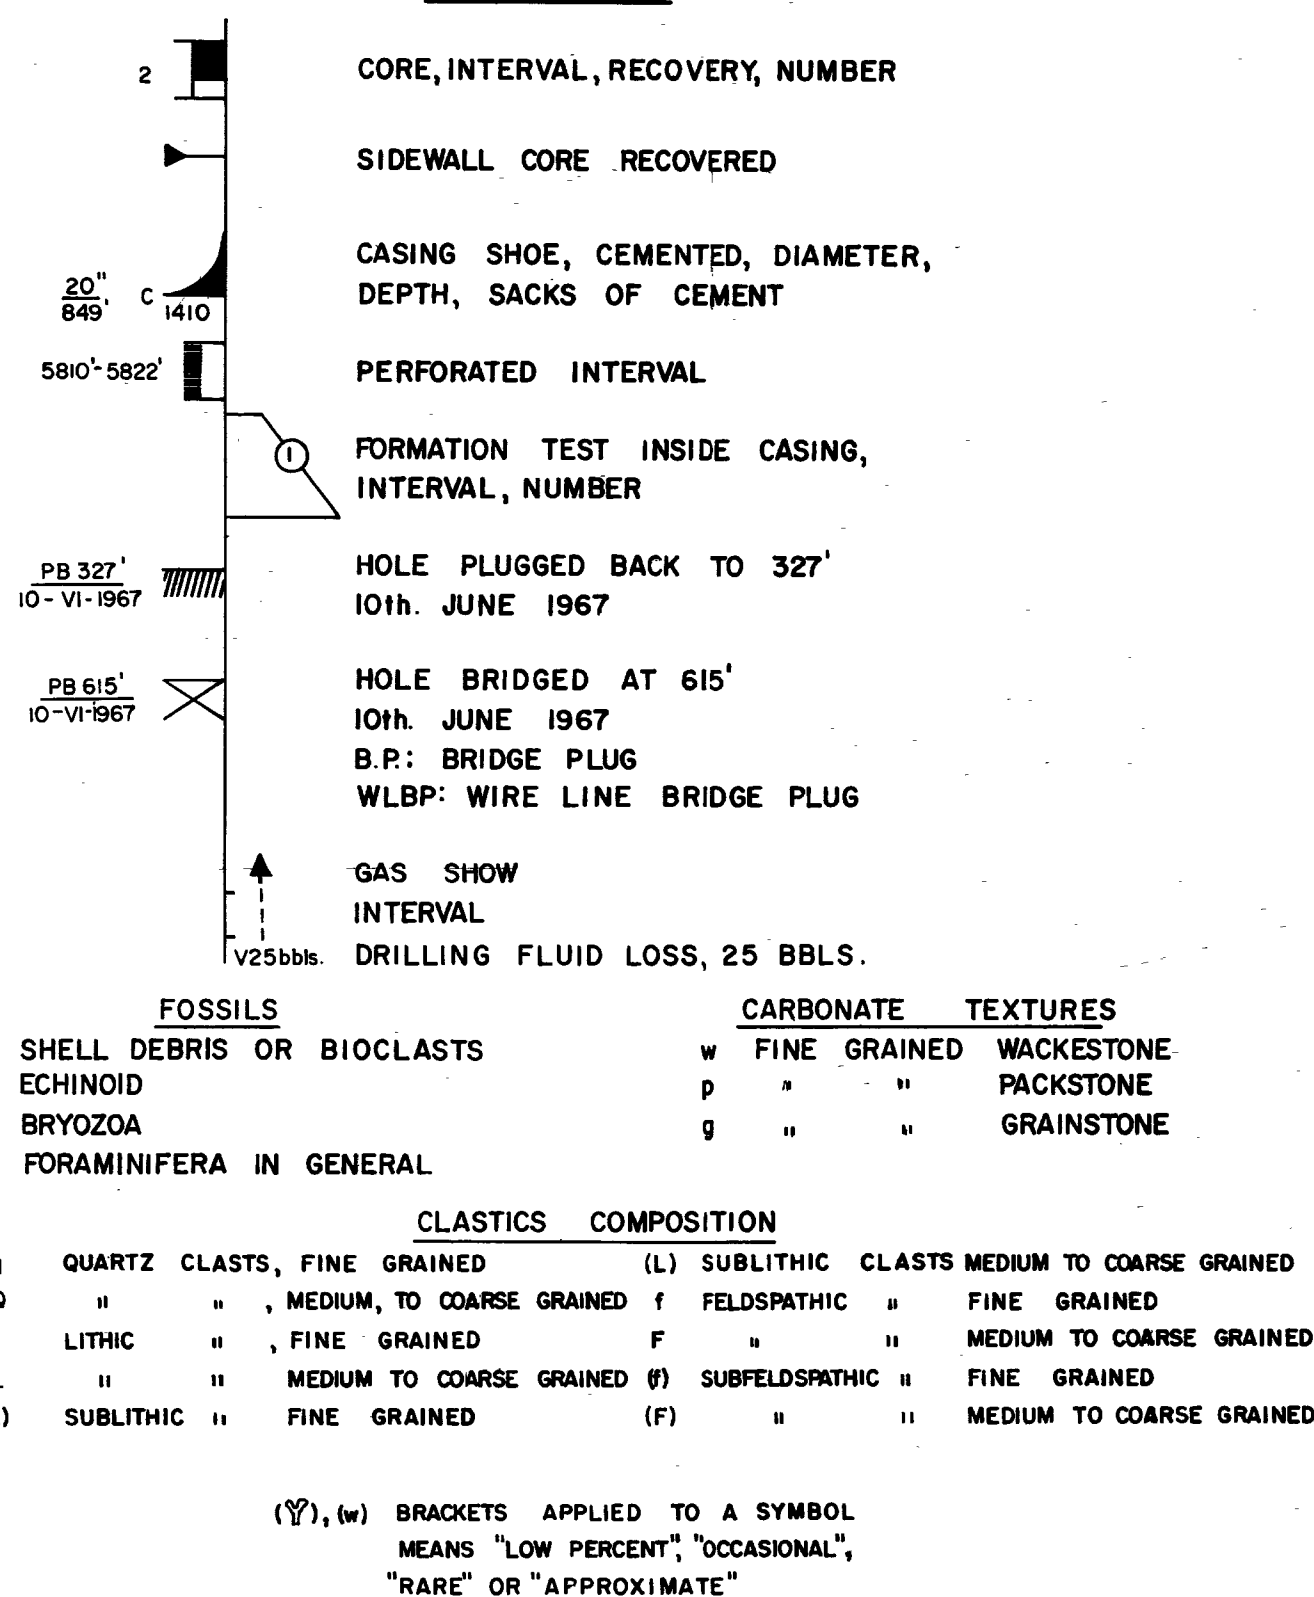 2 CORE, INTERVAL, RECOVERY, NUMBER
SIDEWALL CORE RECOVERED
CASING SHOE, CEMENTED, DIAMETER,
20" 849' C 1410 DEPTH, SACKS OF CEMENT
5810'-5822' PERFORATED INTERVAL
1 FORMATION TEST INSIDE CASING,
INTERVAL, NUMBER
PB 327' HOLE PLUGGED BACK TO 327'
10-VI-1967 10th. JUNE 1967
PB 615' HOLE BRIDGED AT 615'
10-VI-1967 10th. JUNE 1967
B.P.: BRIDGE PLUG
WLBP: WIRE LINE BRIDGE PLUG
GAS SHOW
INTERVAL
V25bbls. DRILLING FLUID LOSS, 25 BBLS.
FOSSILS
SHELL DEBRIS OR BIOCLASTS
ECHINOID
BRYOZOA
FORAMINIFERA IN GENERAL
CARBONATE TEXTURES
w FINE GRAINED WACKESTONE
p " " PACKSTONE
g " " GRAINSTONE
CLASTICS COMPOSITION
QUARTZ CLASTS, FINE GRAINED
" " , MEDIUM, TO COARSE GRAINED
LITHIC " , FINE GRAINED
" " MEDIUM TO COARSE GRAINED
) SUBLITHIC " FINE GRAINED
(L) SUBLITHIC CLASTS MEDIUM TO COARSE GRAINED
f FELDSPATHIC " FINE GRAINED
F " " MEDIUM TO COARSE GRAINED
(f) SUBFELDSPATHIC " FINE GRAINED
(F) " " MEDIUM TO COARSE GRAINED
(Y), (w) BRACKETS APPLIED TO A SYMBOL
MEANS "LOW PERCENT", "OCCASIONAL",
"RARE" OR "APPROXIMATE"